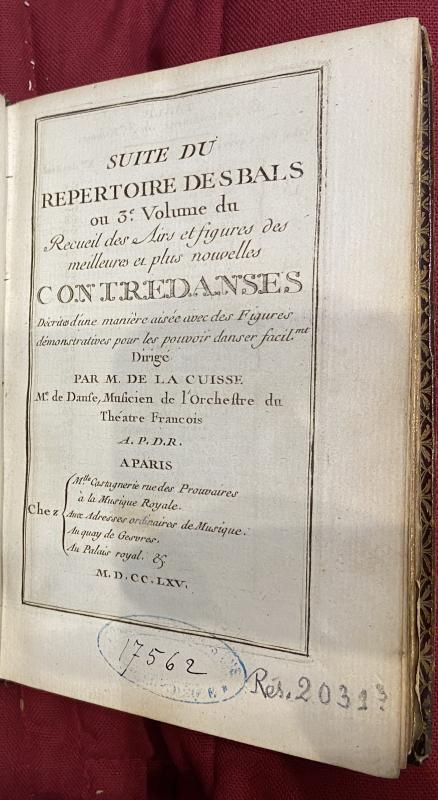 SUITE DU
REPERTOIRE DES BALS
ou 3.e Volume du
Recueil des Airs et figures des
meilleures et plus nouvelles
CONTREDANSES
Décrites d'une manière aisée avec des Figures
démonstratives pour les pouvoir danser facil.mt
Dirigé
PAR M. DE LA CUISSE
M.e de Danse, Musicien de l'Orchestre du
Théatre Francois
A. P. D. R.
A PARIS
Chez
M.lle Castagnerie rue des Prouvaires
à la Musique Royale.
Aux Adresses ordinaires de Musique.
Au quay de Gesvres.
Au Palais royal. &
M. D. CC. LXV.
17562
Rés. 2031